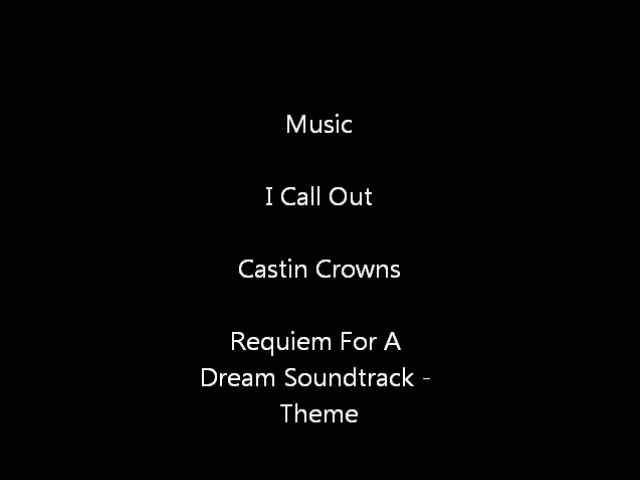 Music
I Call Out
Castin Crowns
Requiem For A
Dream Soundtrack -
Theme